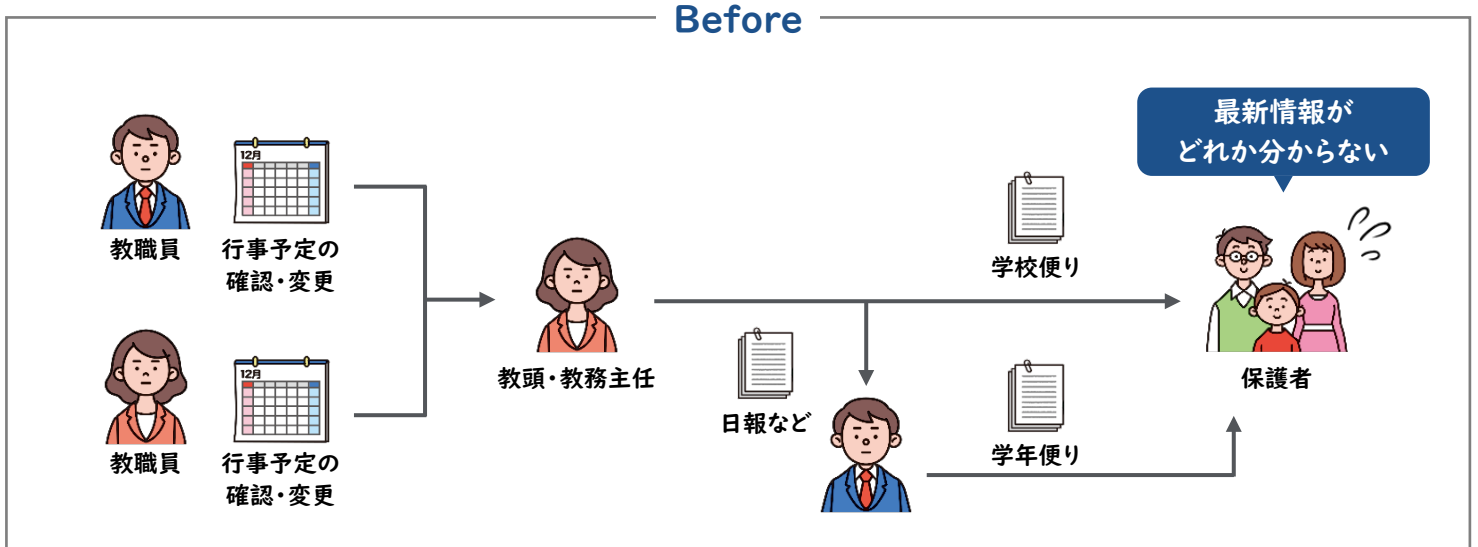 Before
最新情報が
どれか分からない
12月
教職員
行事予定の
確認・変更
学校便り
教頭・教務主任
12月
日報など
学年便り
保護者
教職員
行事予定の
確認・変更